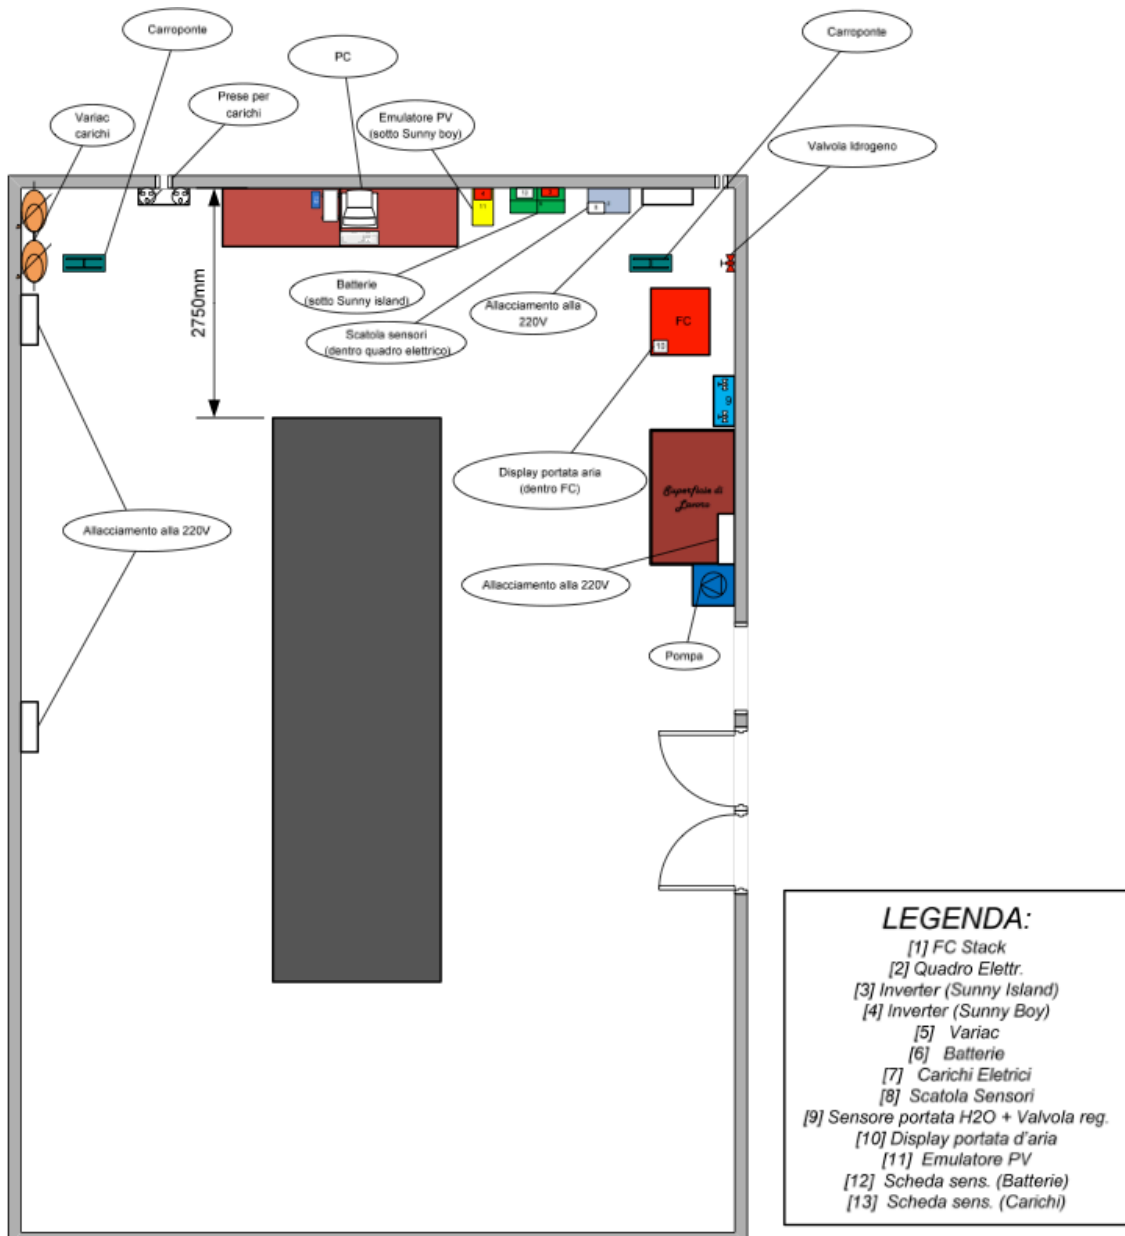 Carroponte
Carroponte
PC
Prese per
carichi
Variac
carichi
Emulatore PV
(sotto Sunny boy)
Valvola Idrogeno
11
12
2750mm
Batterie
(sotto Sunny island)
Allacciamento alla
220V
Scatola sensori
(dentro quadro elettrico)
FC
10
9
Display portata aria
(dentro FC)
Superficie di
Lavoro
Allacciamento alla 220V
Allacciamento alla 220V
Pompa
LEGENDA:
[1] FC Stack
[2] Quadro Elettr.
[3] Inverter (Sunny Island)
[4] Inverter (Sunny Boy)
[5] Variac
[6] Batterie
[7] Carichi Eletrici
[8] Scatola Sensori
[9] Sensore portata H2O + Valvola reg.
[10] Display portata d'aria
[11] Emulatore PV
[12] Scheda sens. (Batterie)
[13] Scheda sens. (Carichi)